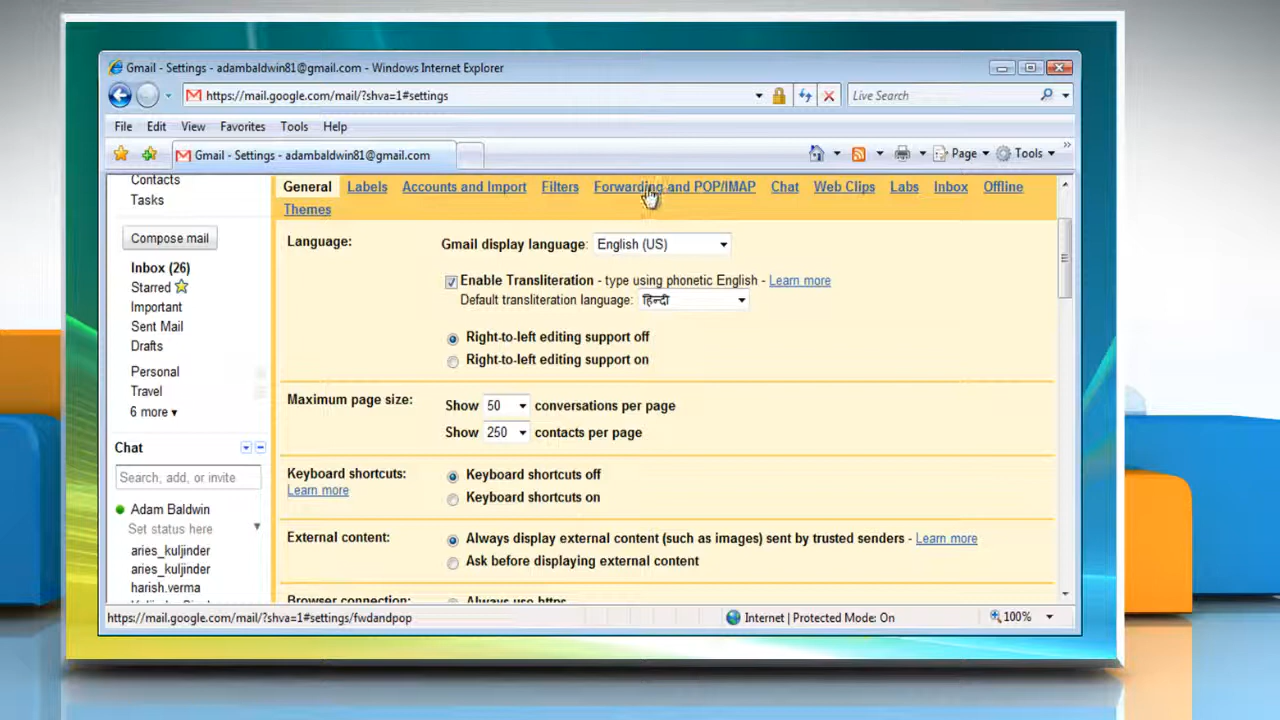 Gmail - Settings - adambaldwin81@gmail.com - Windows Internet Explorer
https://mail.google.com/mail/?shva=1#settings
Live Search
File Edit View Favorites Tools Help
Gmail - Settings - adambaldwin81@gmail.com
Page Tools
Contacts
Tasks
Compose mail
Inbox (26)
Starred
Important
Sent Mail
Drafts
Personal
Travel
6 more
Chat
Search, add, or invite
Adam Baldwin
Set status here
aries_kuljinder
aries_kuljinder
harish.verma
General Labels Accounts and Import Filters Forwarding and POP/IMAP Chat Web Clips Labs Inbox Offline
Themes
Language: Gmail display language: English (US)
Enable Transliteration - type using phonetic English - Learn more
Default transliteration language: हिन्दी
Right-to-left editing support off
Right-to-left editing support on
Maximum page size: Show 50 conversations per page
Show 250 contacts per page
Keyboard shortcuts: Keyboard shortcuts off
Learn more Keyboard shortcuts on
External content: Always display external content (such as images) sent by trusted senders - Learn more
Ask before displaying external content
Browser connection: Always use https
https://mail.google.com/mail/?shva=1#settings/fwdandpop
Internet | Protected Mode: On
100%